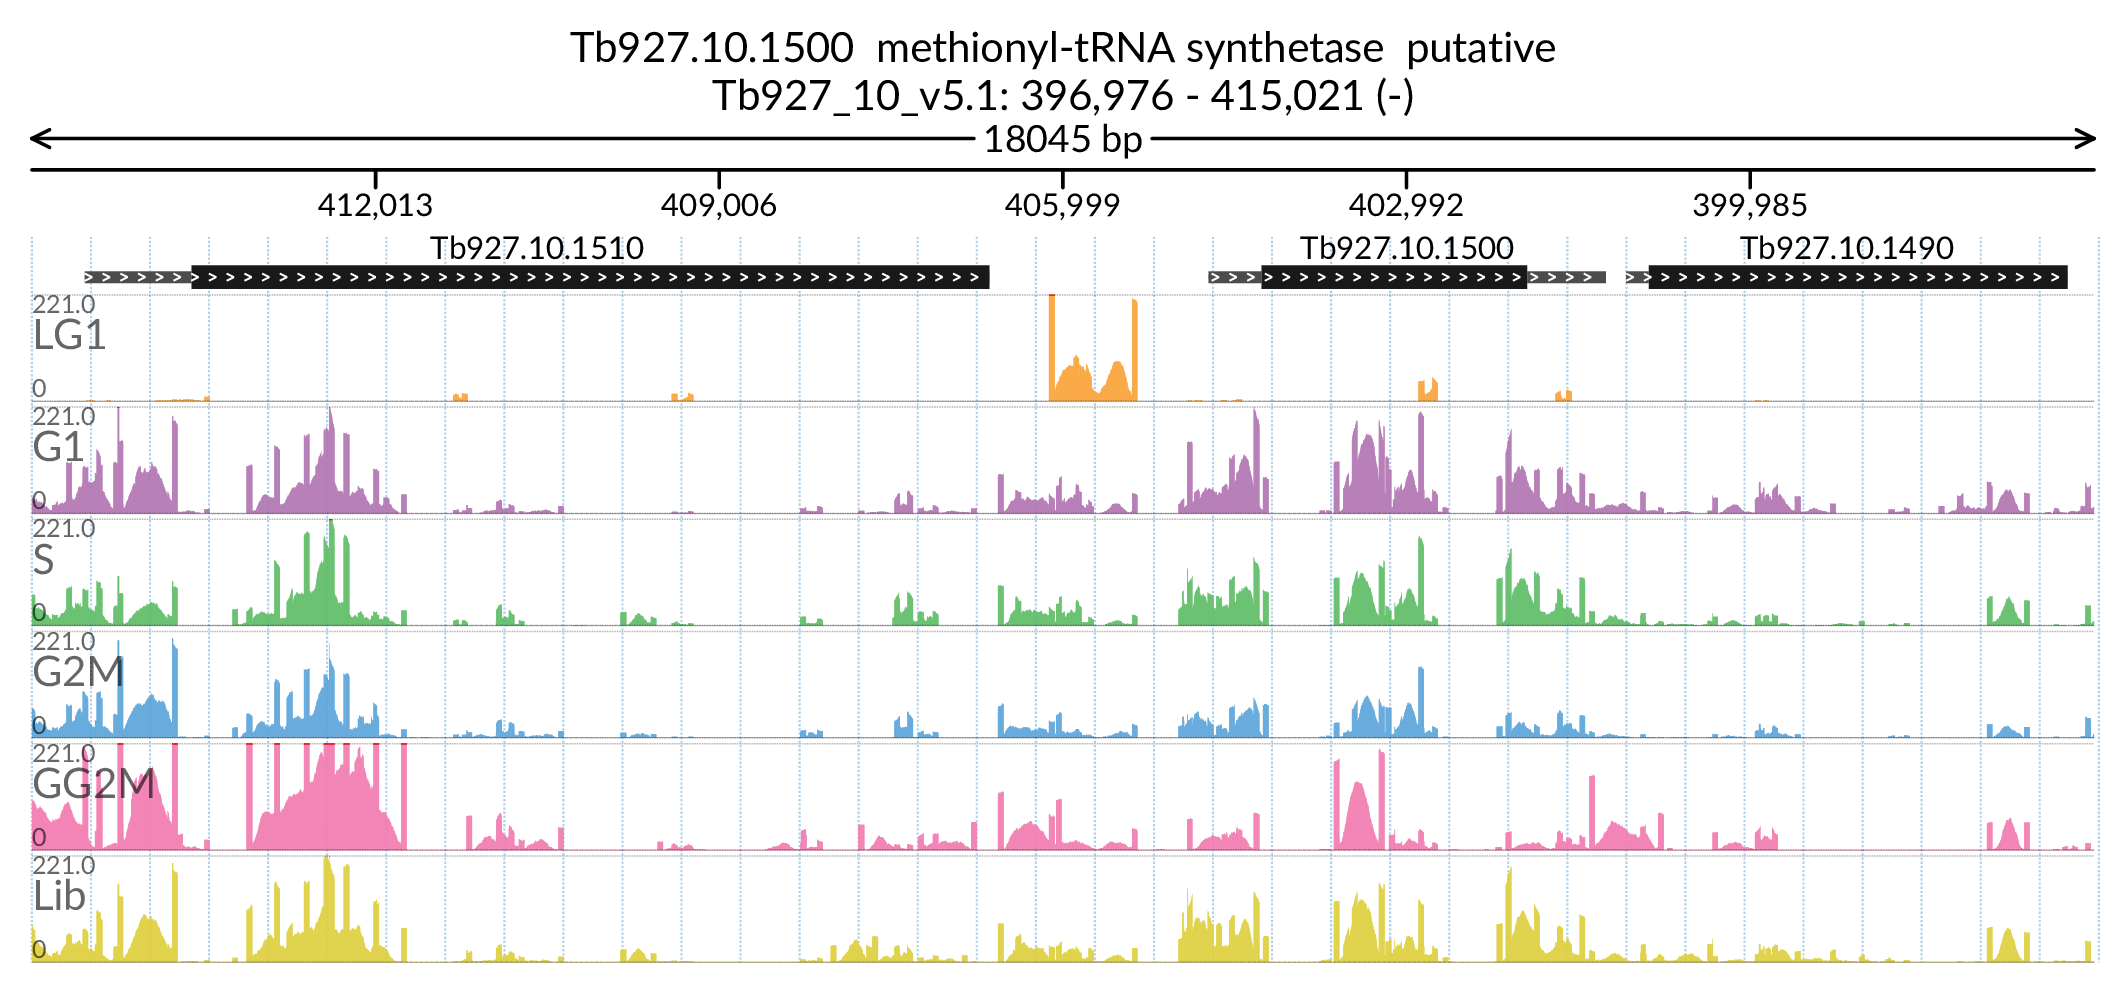 Tb927.10.1500 methionyl-tRNA synthetase putative
Tb927_10_v5.1: 396,976 - 415,021 (-)
18045 bp
412,013 409,006 405,999 402,992 399,985
Tb927.10.1510 Tb927.10.1500 Tb927.10.1490
221.0
LG1
0
221.0
G1
0
221.0
S
0
221.0
G2M
0
221.0
GG2M
0
221.0
Lib
0